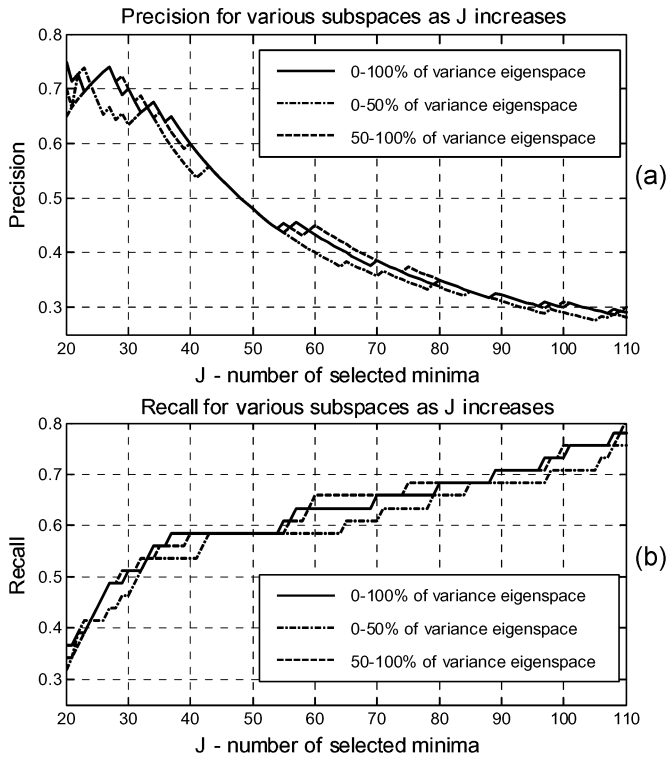 Precision for various subspaces as J increases
0.8
0.7
0.6
0.5
0.4
0.3
Precision
0-100% of variance eigenspace
0-50% of variance eigenspace
50-100% of variance eigenspace
(a)
20 30 40 50 60 70 80 90 100 110
J - number of selected minima
Recall for various subspaces as J increases
0.8
0.7
0.6
0.5
0.4
0.3
Recall
0-100% of variance eigenspace
0-50% of variance eigenspace
50-100% of variance eigenspace
(b)
20 30 40 50 60 70 80 90 100 110
J - number of selected minima